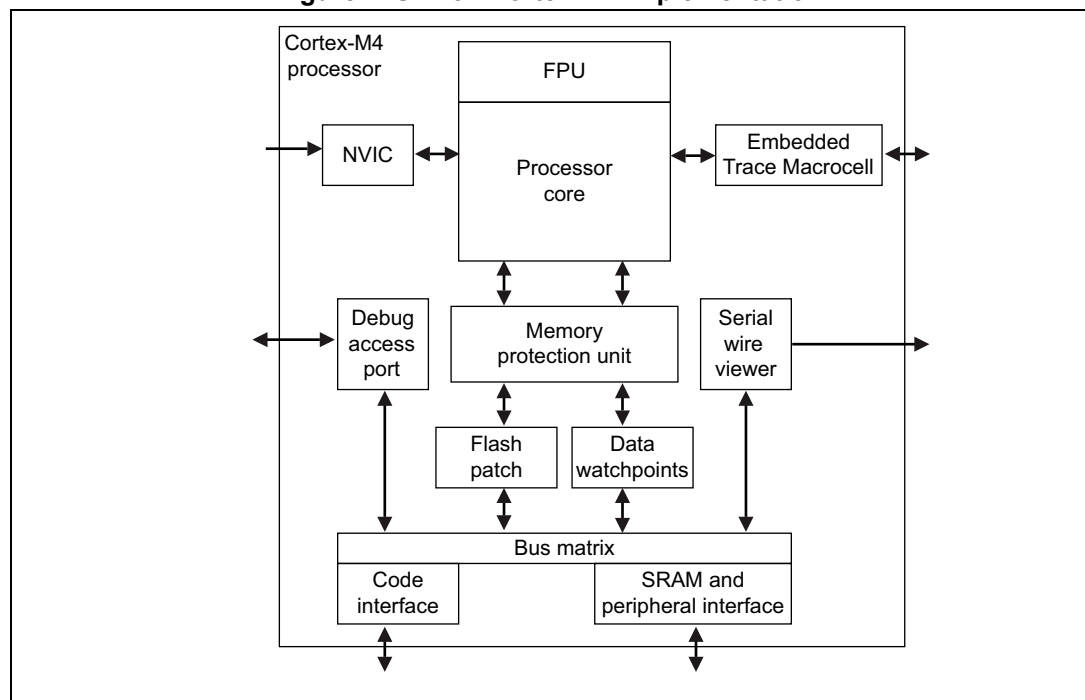 Cortex-M4
processor
FPU
NVIC
Processor
core
Embedded
Trace Macrocell
Debug
access
port
Memory
protection unit
Serial
wire
viewer
Flash
patch
Data
watchpoints
Bus matrix
Code
interface
SRAM and
peripheral interface